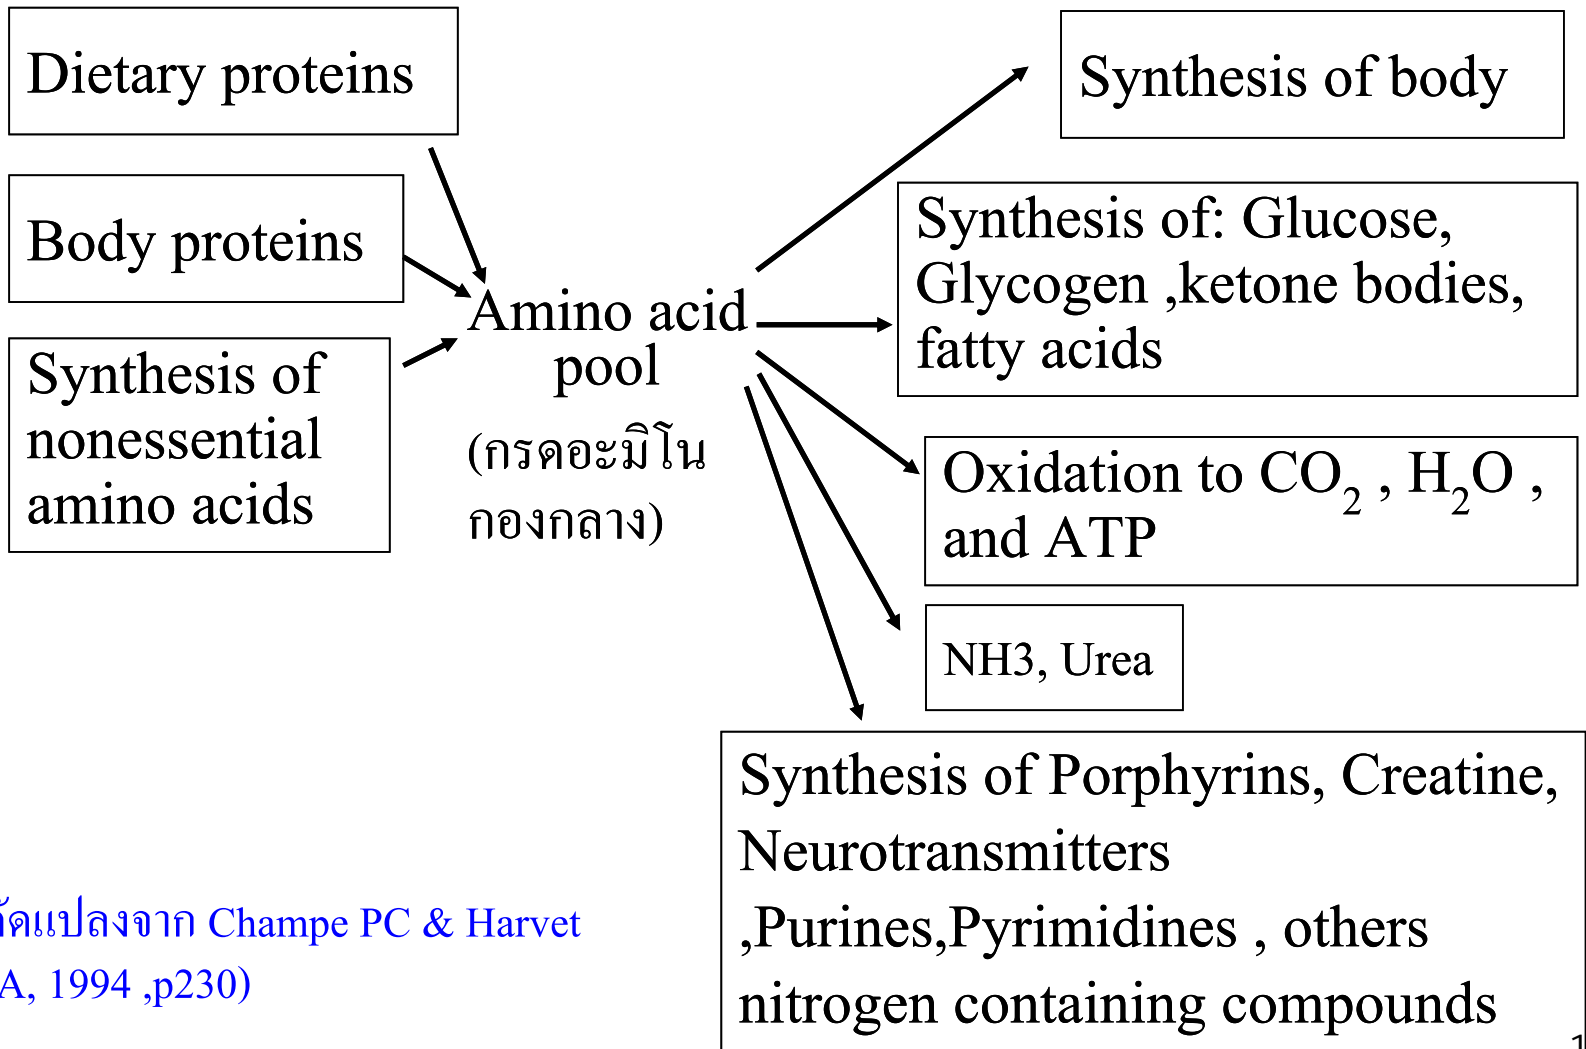 Dietary proteins
Body proteins
Synthesis of
nonessential
amino acids
Amino acid
pool
(กรดอะมิโน
กองกลาง)
Synthesis of body
Synthesis of: Glucose,
Glycogen ,ketone bodies,
fatty acids
Oxidation to CO₂ , H₂O ,
and ATP
NH3, Urea
Synthesis of Porphyrins, Creatine,
Neurotransmitters
,Purines,Pyrimidines , others
nitrogen containing compounds
ดัดแปลงจาก Champe PC & Harvet
A, 1994 ,p230)